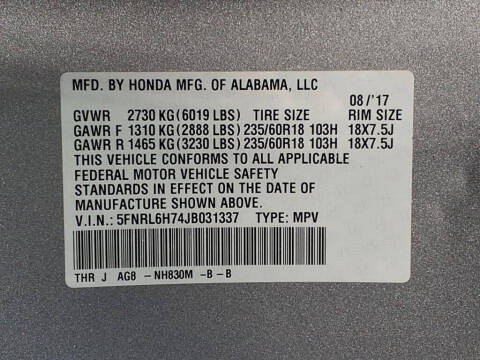 MFD. BY HONDA MFG. OF ALABAMA, LLC
08/'17
GVWR 2730 KG (6019 LBS) TIRE SIZE RIM SIZE
GAWR F 1310 KG (2888 LBS) 235/60R18 103H 18X7.5J
GAWR R 1465 KG (3230 LBS) 235/60R18 103H 18X7.5J
THIS VEHICLE CONFORMS TO ALL APPLICABLE
FEDERAL MOTOR VEHICLE SAFETY
STANDARDS IN EFFECT ON THE DATE OF
MANUFACTURE SHOWN ABOVE.
V.I.N.: 5FNRL6H74JB031337 TYPE: MPV
THR J AG8 - NH830M -B - B